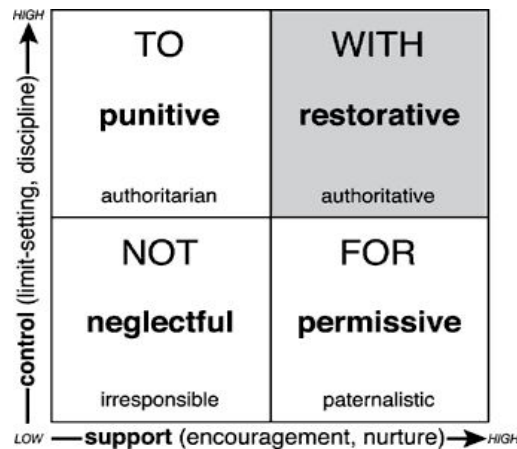 HIGH
control (limit-setting, discipline)
TO
punitive
authoritarian
WITH
restorative
authoritative
NOT
neglectful
irresponsible
FOR
permissive
paternalistic
LOW
support (encouragement, nurture)
HIGH